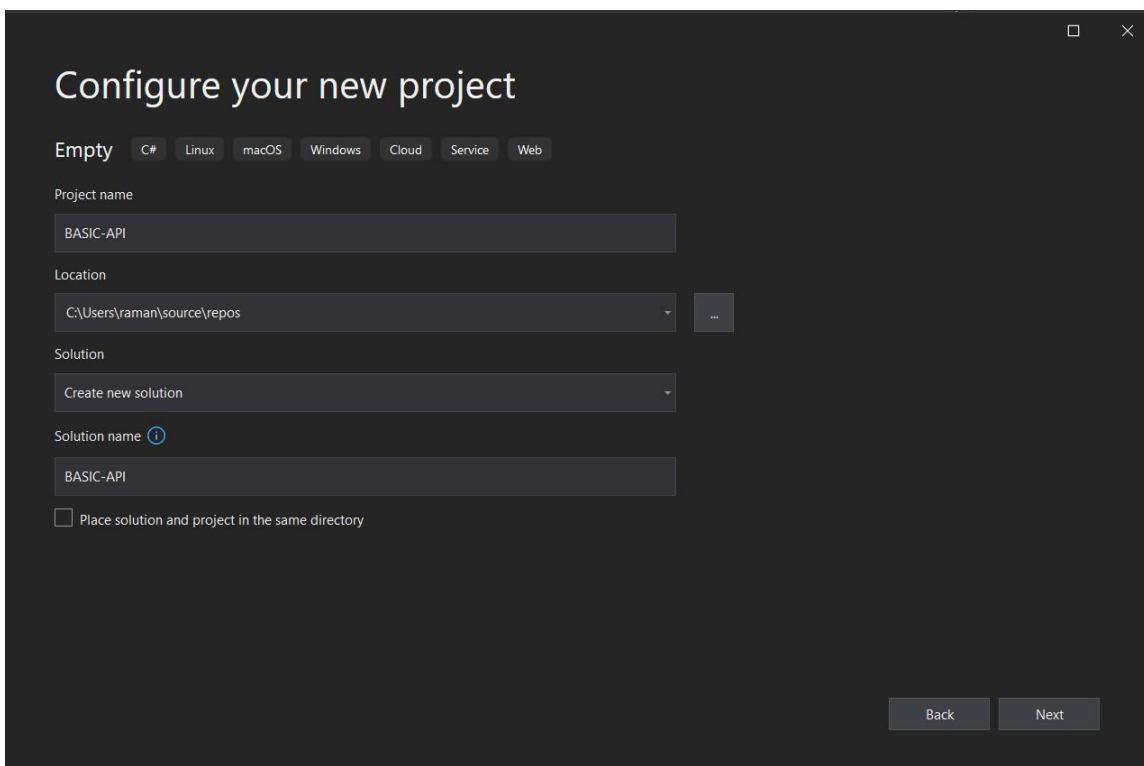 Configure your new project
Empty C# Linux macOS Windows Cloud Service Web
Project name
BASIC-API
Location
C:\Users\raman\source\repos
...
Solution
Create new solution
Solution name
BASIC-API
Place solution and project in the same directory
Back Next